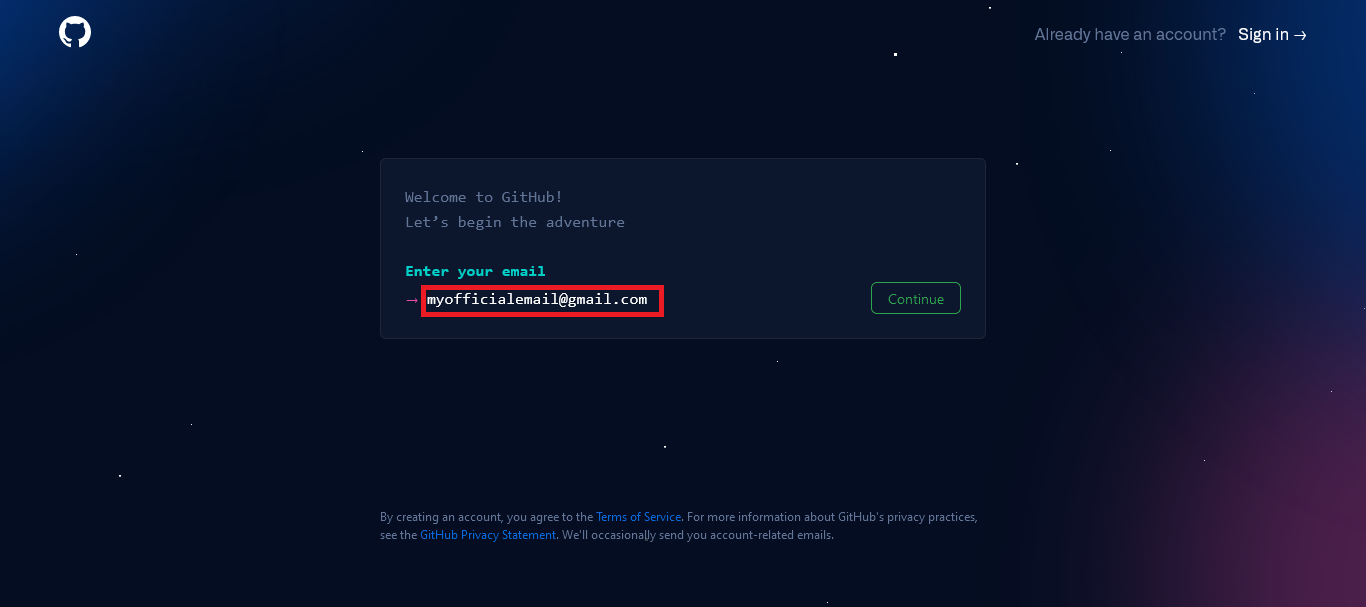 Already have an account? Sign in →
Welcome to GitHub!
Let’s begin the adventure
Enter your email
→ myofficialemail@gmail.com
Continue
By creating an account, you agree to the Terms of Service. For more information about GitHub's privacy practices,
see the GitHub Privacy Statement. We'll occasionally send you account-related emails.